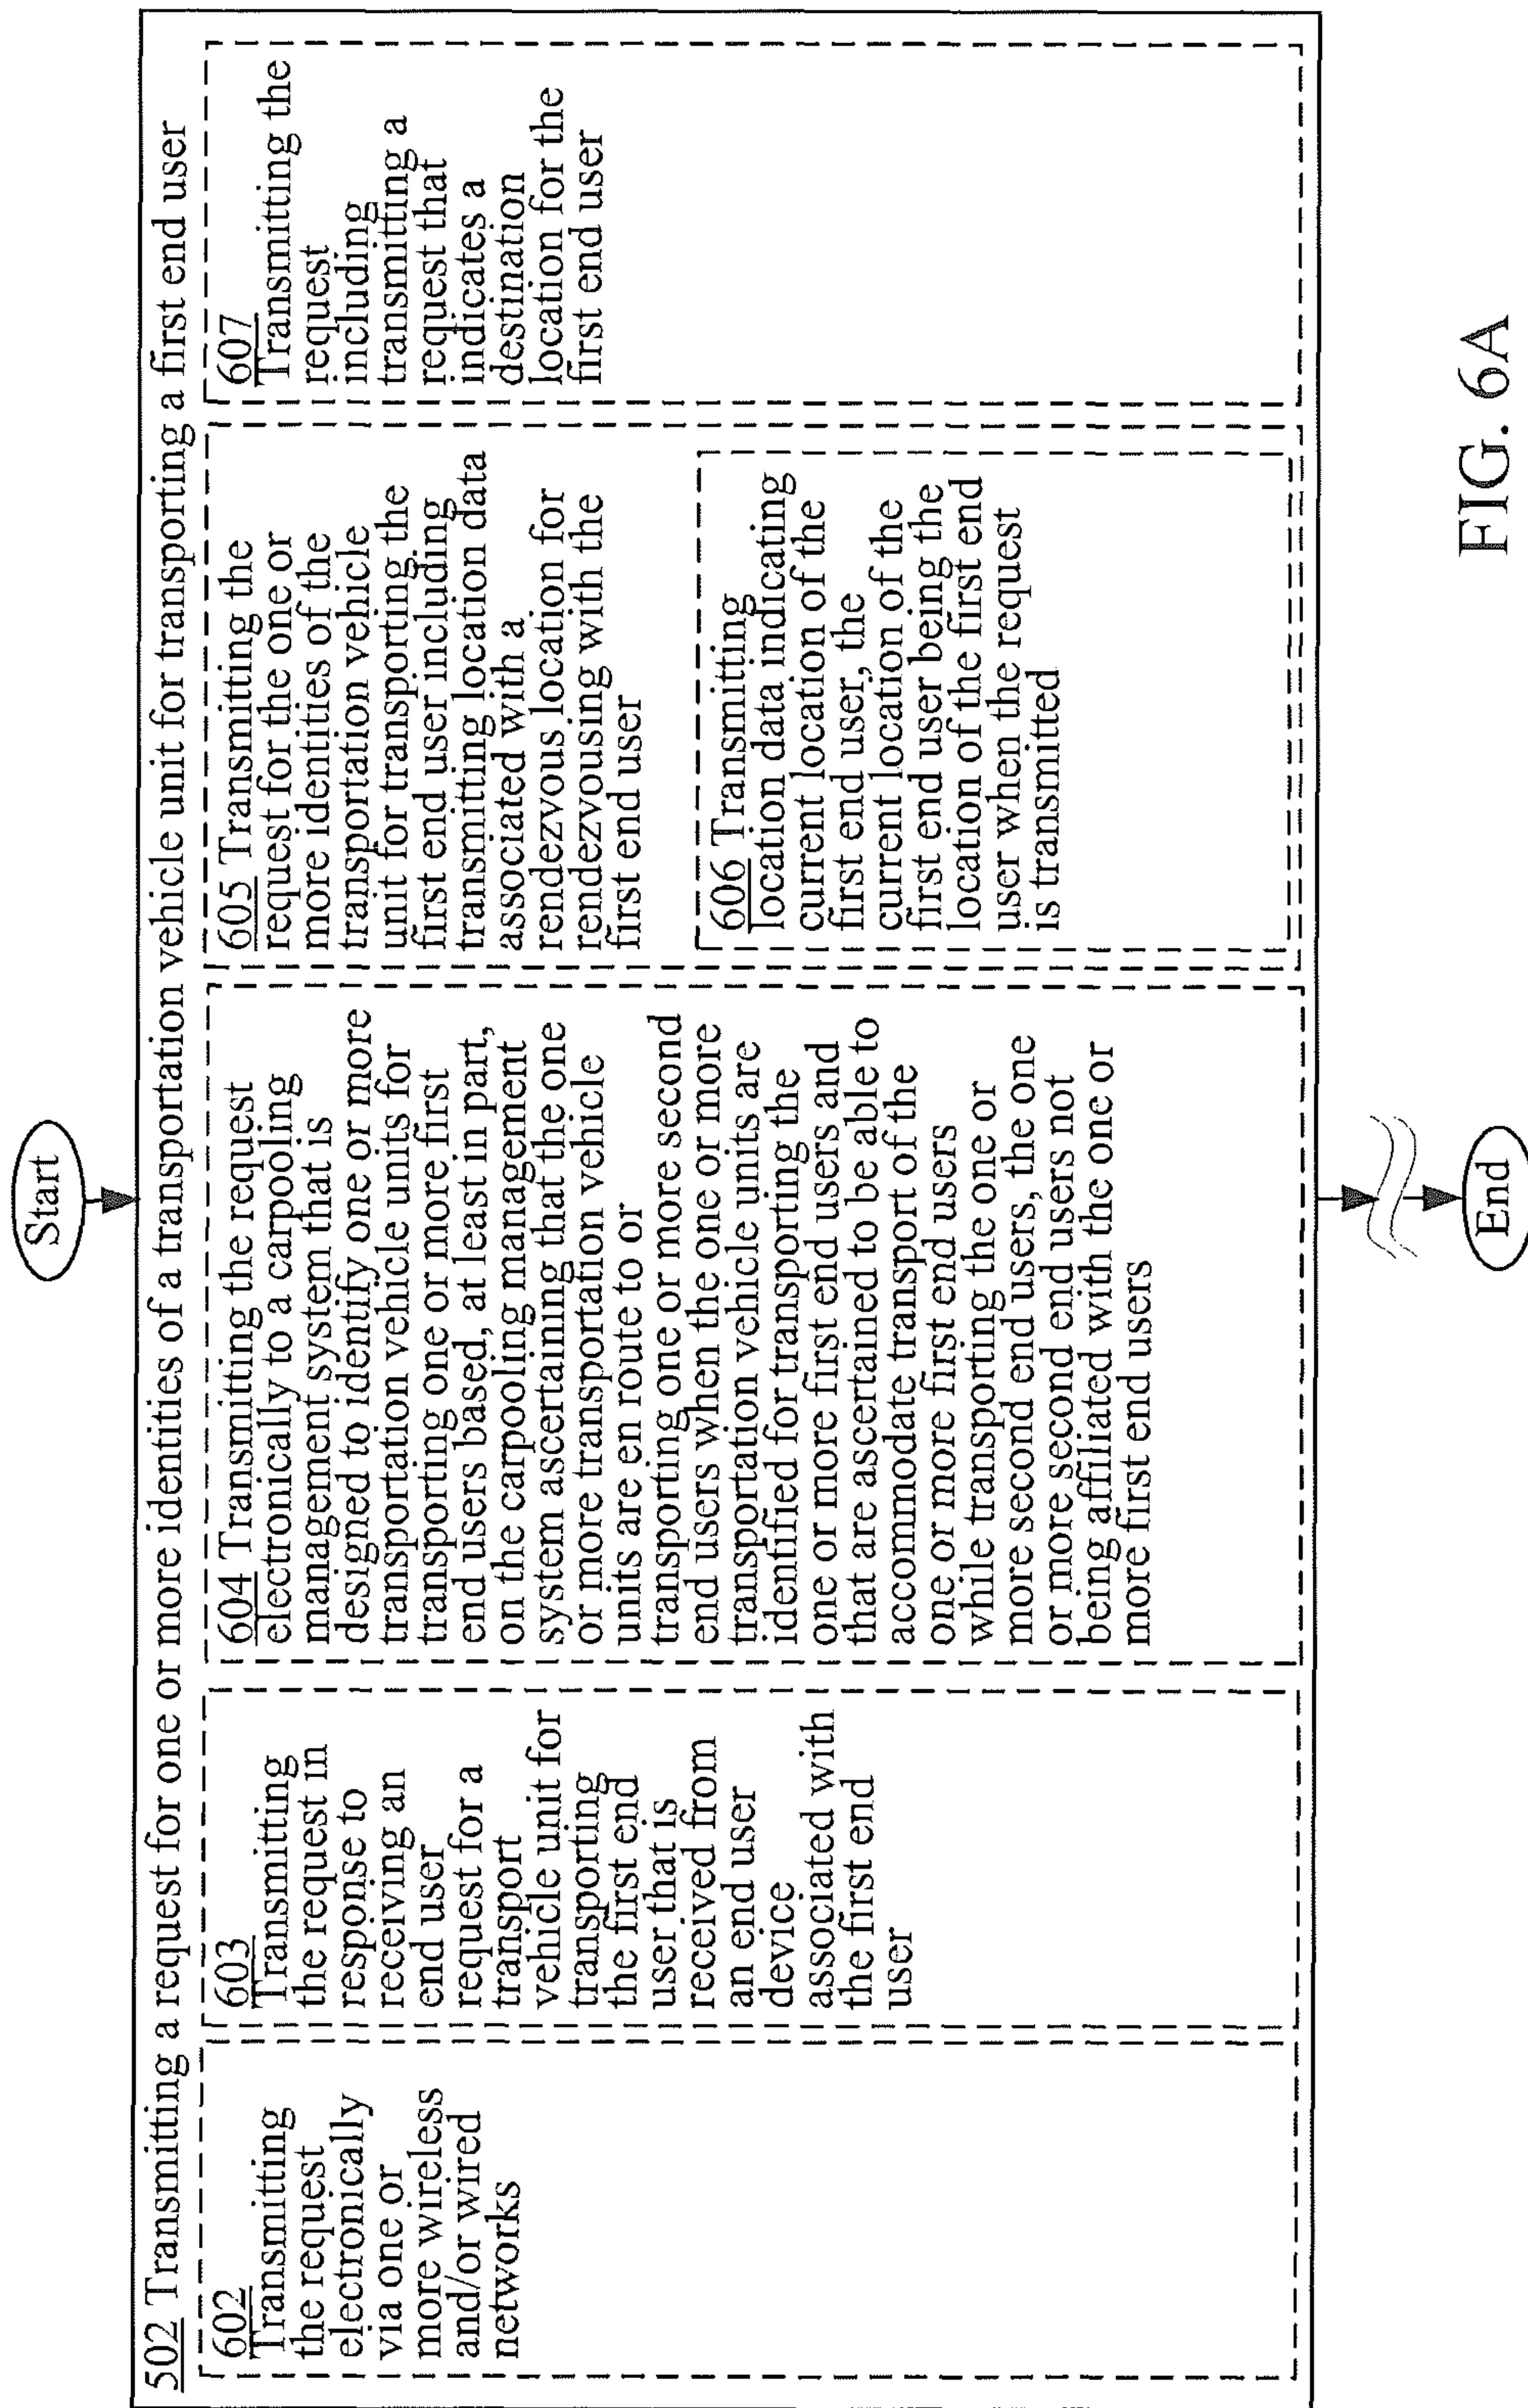 Start
502 Transmitting a request for one or more identities of a transportation vehicle unit for transporting a first end user
602
Transmitting
the request
electronically
via one or
more wireless
and/or wired
networks
603
Transmitting
the request in
response to
receiving an
end user
request for a
transport
vehicle unit for
transporting
the first end
user that is
received from
an end user
device
associated with
the first end
user
604 Transmitting the request
electronically to a carpooling
management system that is
designed to identify one or more
transportation vehicle units for
transporting one or more first
end users based, at least in part,
on the carpooling management
system ascertaining that the one
or more transportation vehicle
units are en route to or
transporting one or more second
end users when the one or more
transportation vehicle units are
identified for transporting the
one or more first end users and
that are ascertained to be able to
accommodate transport of the
one or more first end users
while transporting the one or
more second end users, the one
or more second end users not
being affiliated with the one or
more first end users
605 Transmitting the
request for the one or
more identities of the
transportation vehicle
unit for transporting the
first end user including
transmitting location data
associated with a
rendezvous location for
rendezvousing with the
first end user
606 Transmitting
location data indicating
current location of the
first end user, the
current location of the
first end user being the
location of the first end
user when the request
is transmitted
607
Transmitting the
request
including
transmitting a
request that
indicates a
destination
location for the
first end user
End
FIG. 6A